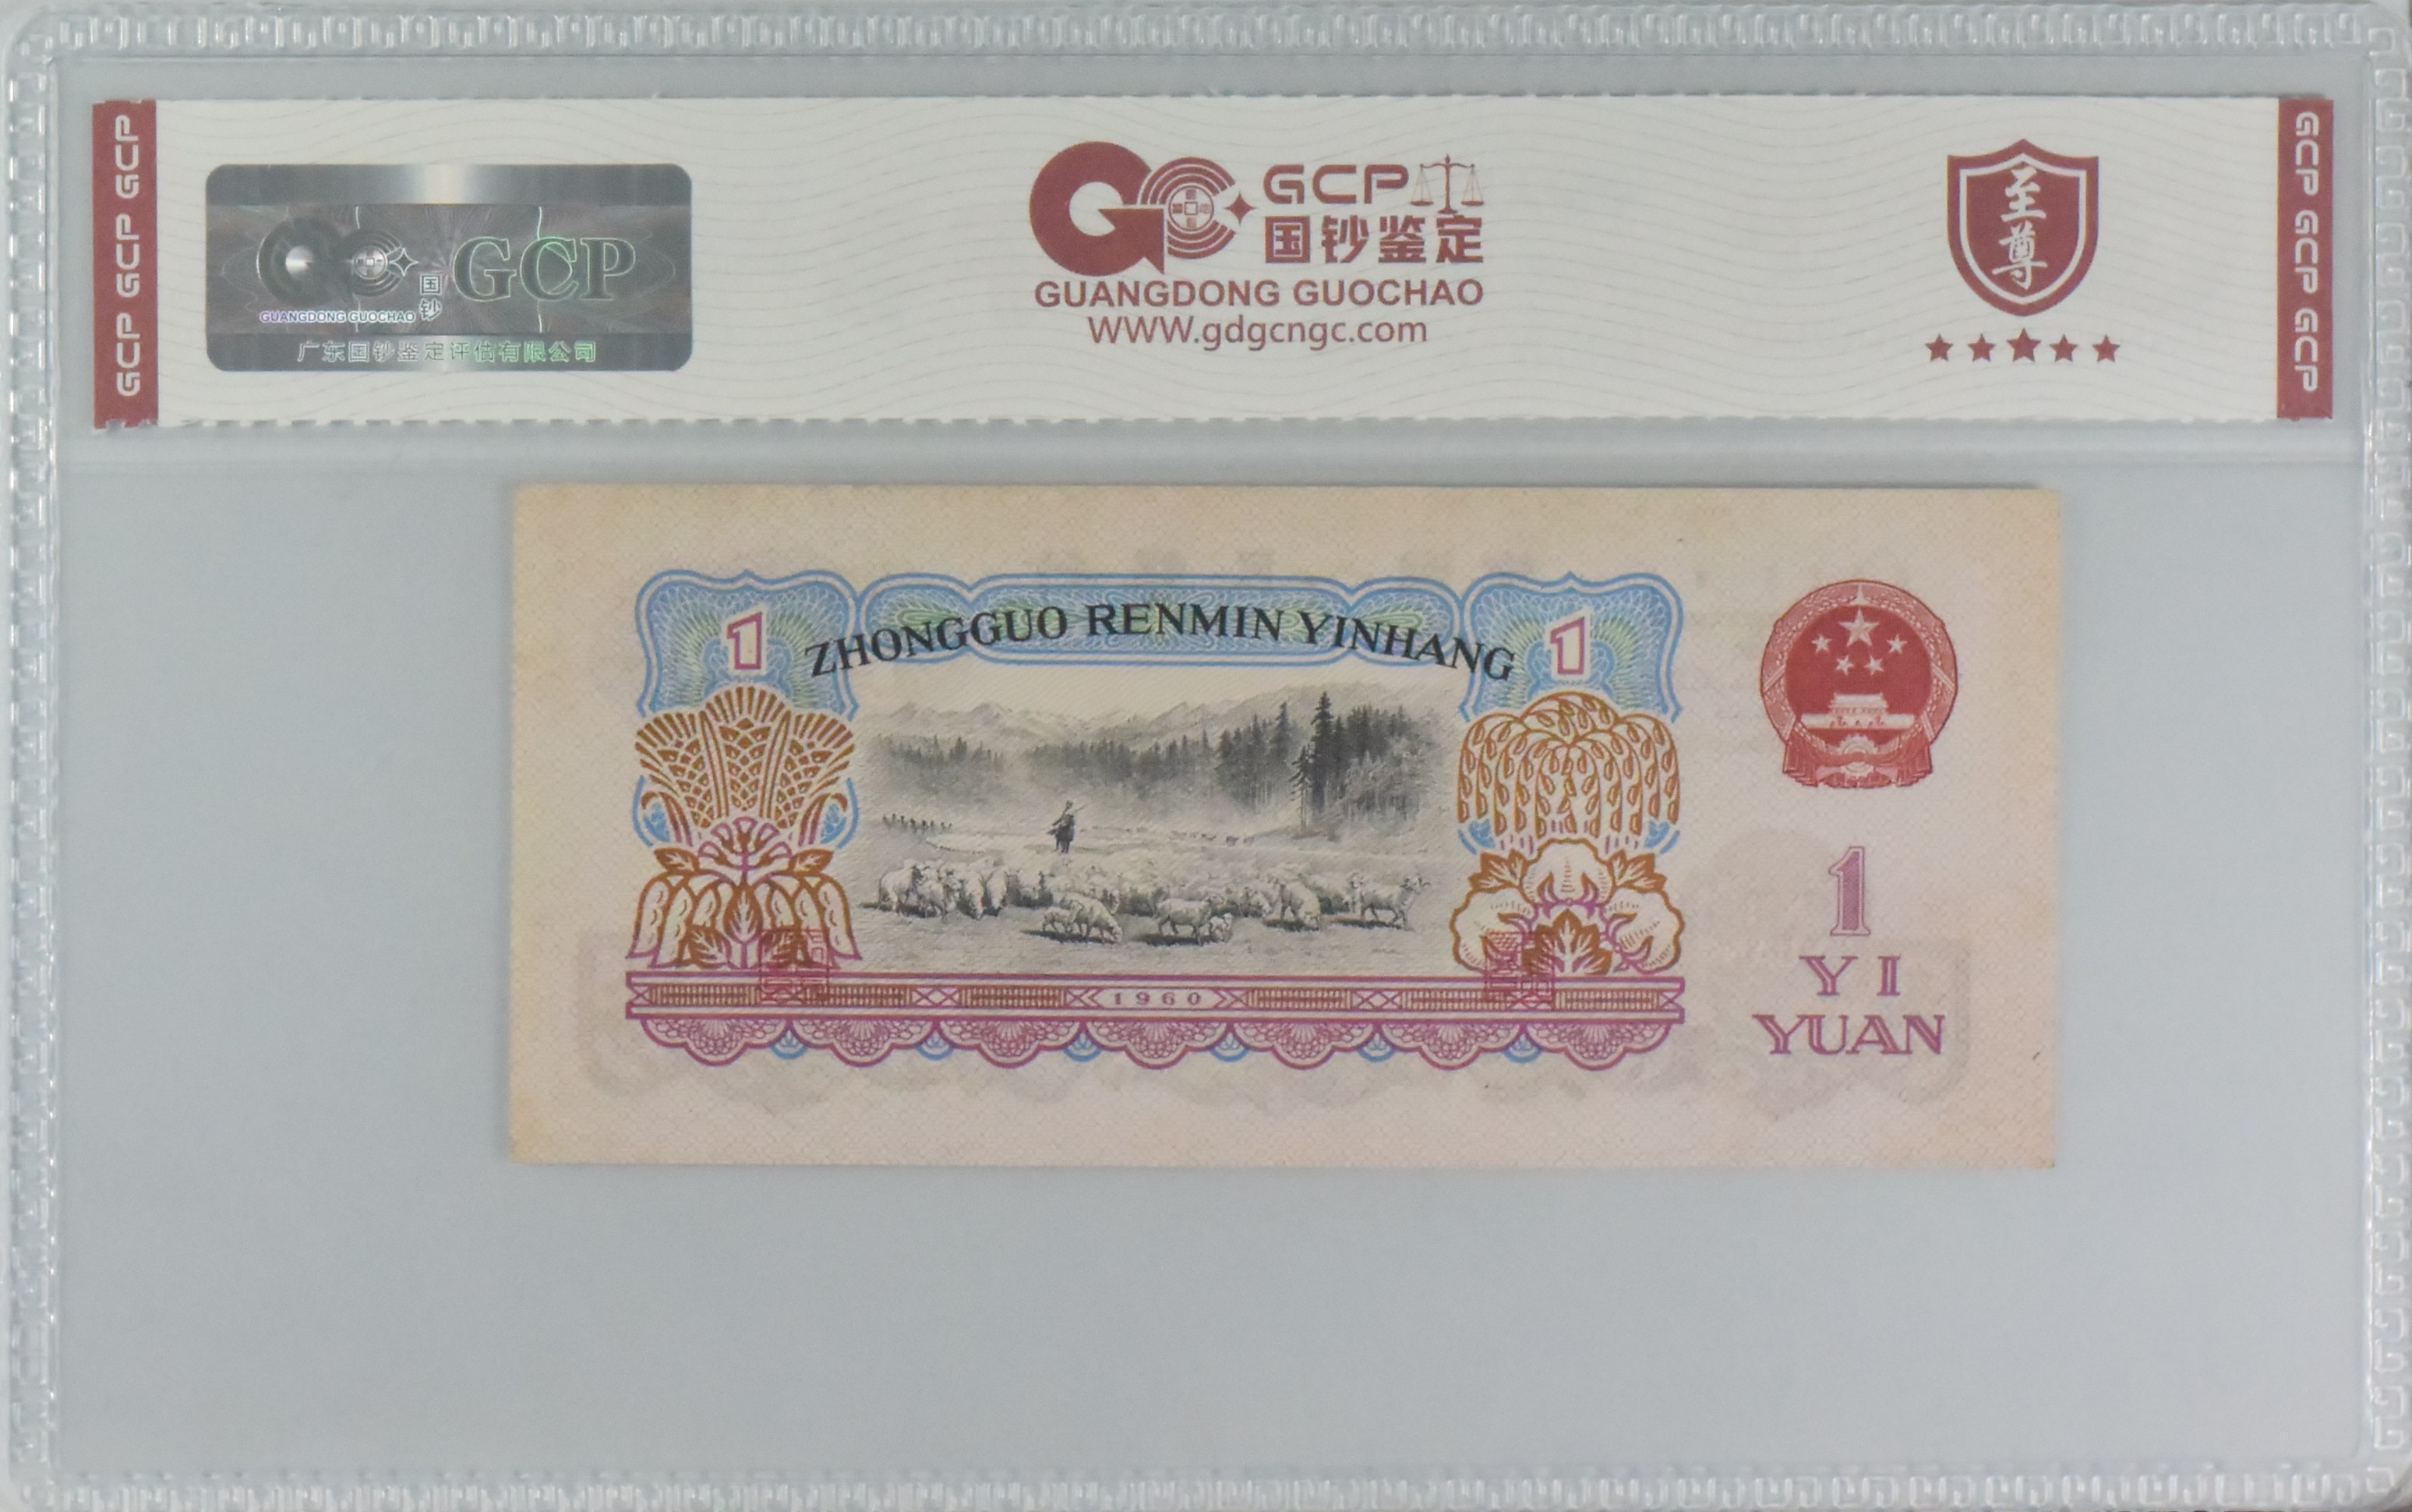 GCP GCP GCP
国
钞
GCP
GUANGDONG GUOCHAO
广东国钞鉴定评估有限公司
GCP
国钞鉴定
GUANGDONG GUOCHAO
WWW.gdgcngc.com
至
尊
GCP GCP GCP
1
ZHONGGUO RENMIN YINHANG
1
1
YI
YUAN
1960